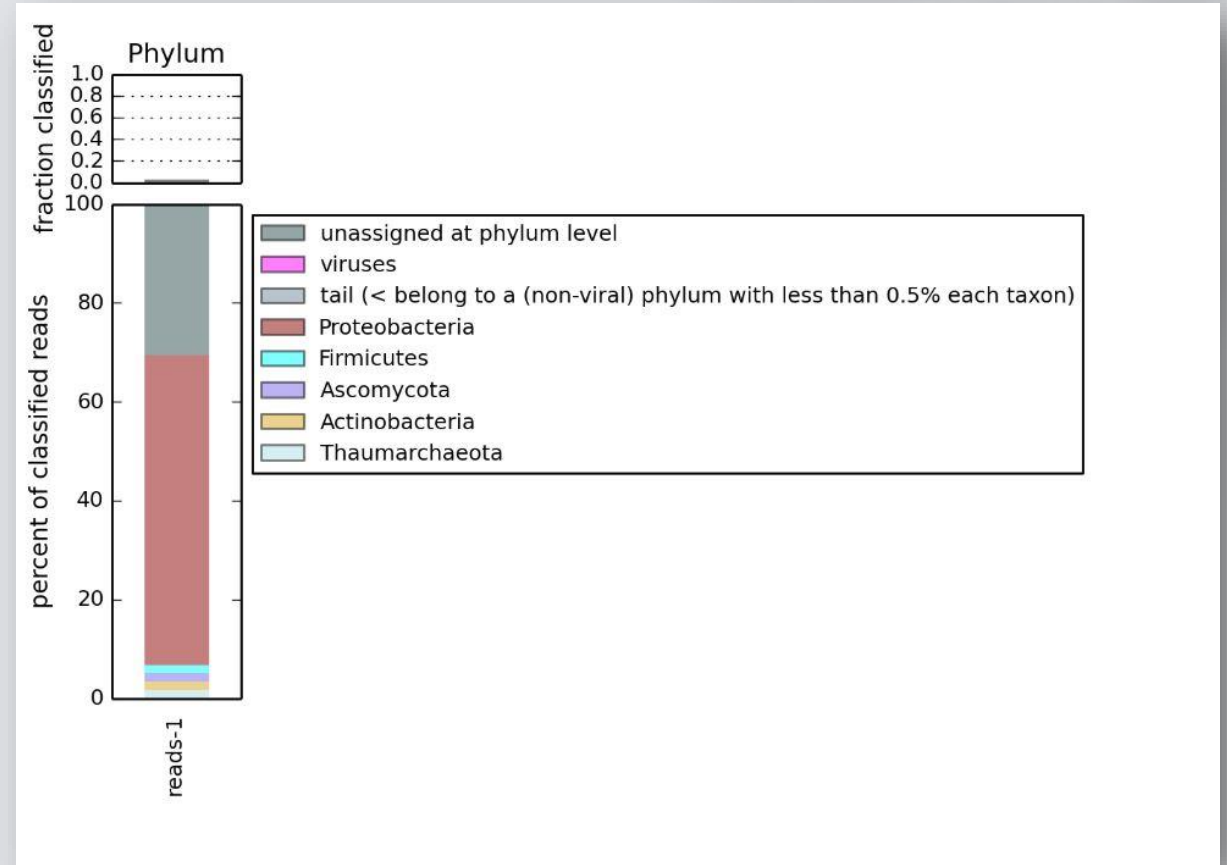 Phylum
fraction classified
1.0
0.8
0.6
0.4
0.2
0.0
percent of classified reads
100
80
60
40
20
0
reads-1
unassigned at phylum level
viruses
tail (< belong to a (non-viral) phylum with less than 0.5% each taxon)
Proteobacteria
Firmicutes
Ascomycota
Actinobacteria
Thaumarchaeota